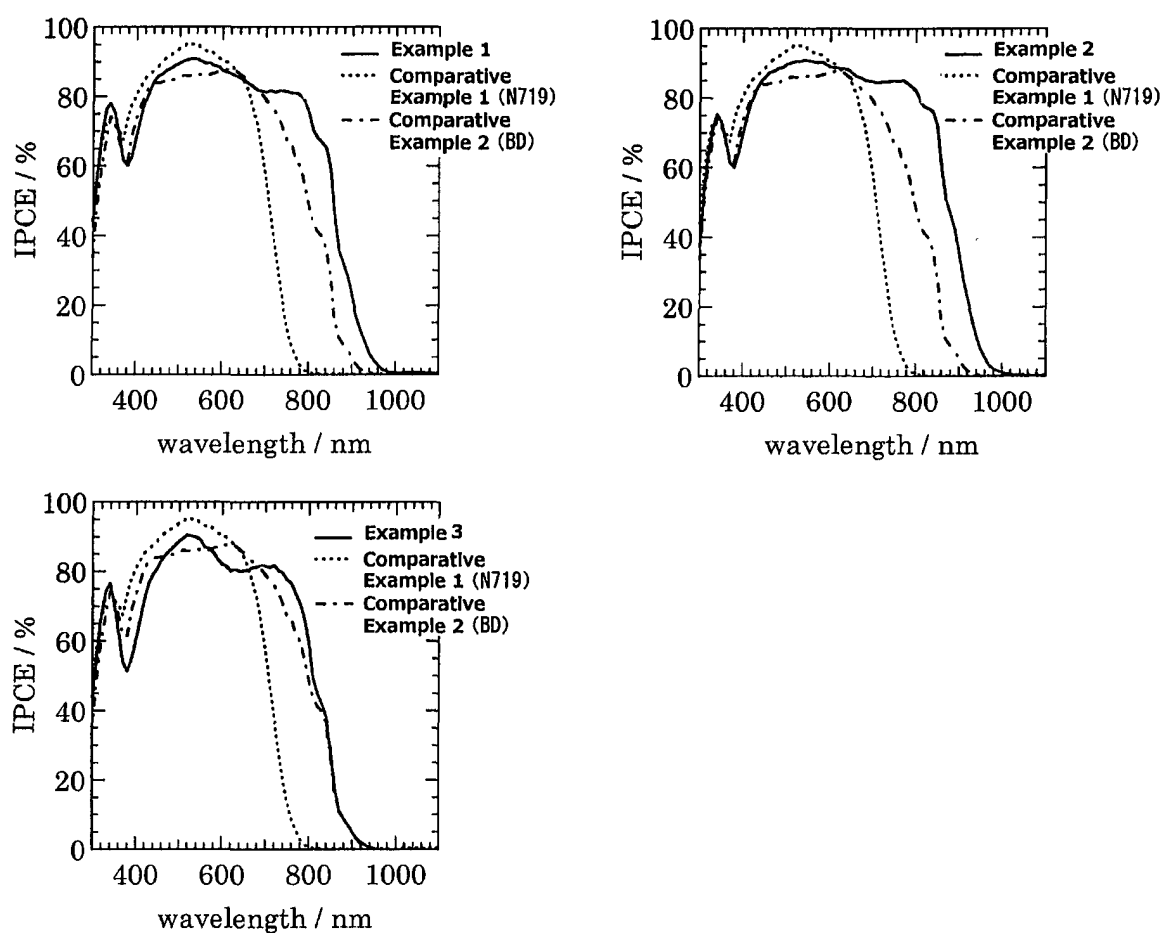 100
80
60
40
20
0
IPCE / %
400 600 800 1000
wavelength / nm
Example 1
Comparative
Example 1 (N719)
Comparative
Example 2 (BD)
100
80
60
40
20
0
IPCE / %
400 600 800 1000
wavelength / nm
Example 2
Comparative
Example 1 (N719)
Comparative
Example 2 (BD)
100
80
60
40
20
0
IPCE / %
400 600 800 1000
wavelength / nm
Example 3
Comparative
Example 1 (N719)
Comparative
Example 2 (BD)